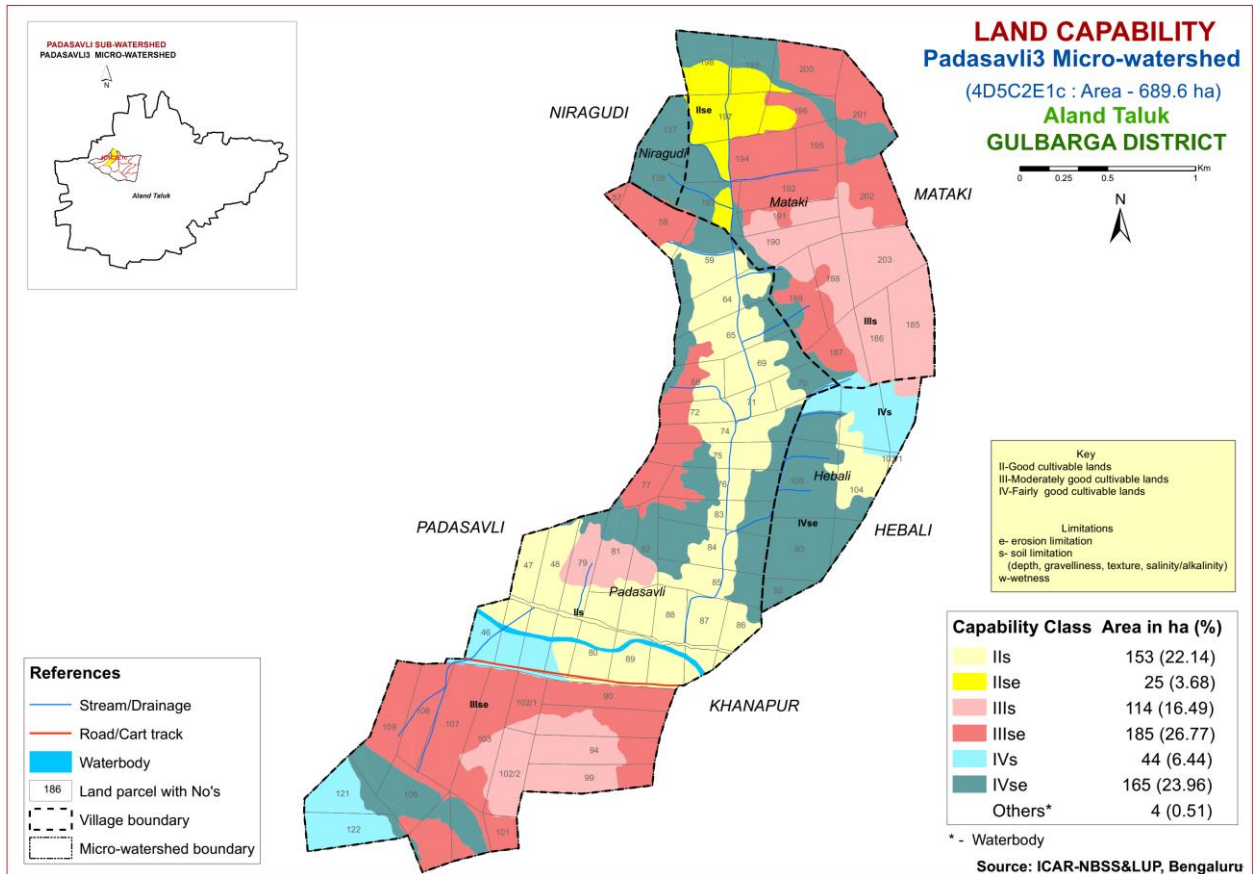 PADASAVLI SUB-WATERSHED
PADASAVLI3 MICRO-WATERSHED
N
Aland Taluk
LAND CAPABILITY
Padasavli3 Micro-watershed
(4D5C2E1c : Area - 689.6 ha)
Aland Taluk
GULBARGA DISTRICT
0 0.25 0.5 1 Km
N
198 199 200
NIRAGUDI
IIse
197 196 201
137
Niragudi
194 195
138
192
193
Mataki
202
MATAKI
57
58
191
190
59
203
188
64
189
IIIs
185
186
65
187
69
70
71
72
IVs
74
75
103/1
77
76
105
Hebali
104
83
IVse
PADASAVLI
HEBALI
81
82
84
93
47
48
79
85
Padasavli
92
IIs
88
87
86
46
80
89
KHANAPUR
90
IIIse
102/1
108
109
107
103
94
102/2
99
121
106
122
101
Key
II-Good cultivable lands
III-Moderately good cultivable lands
IV-Fairly good cultivable lands
Limitations
e- erosion limitation
s- soil limitation
(depth, gravelliness, texture, salinity/alkalinity)
w-wetness
Capability Class Area in ha (%)
IIs 153 (22.14)
IIse 25 (3.68)
IIIs 114 (16.49)
IIIse 185 (26.77)
IVs 44 (6.44)
IVse 165 (23.96)
Others* 4 (0.51)
* - Waterbody
Source: ICAR-NBSS&LUP, Bengaluru
References
Stream/Drainage
Road/Cart track
Waterbody
186 Land parcel with No's
Village boundary
Micro-watershed boundary